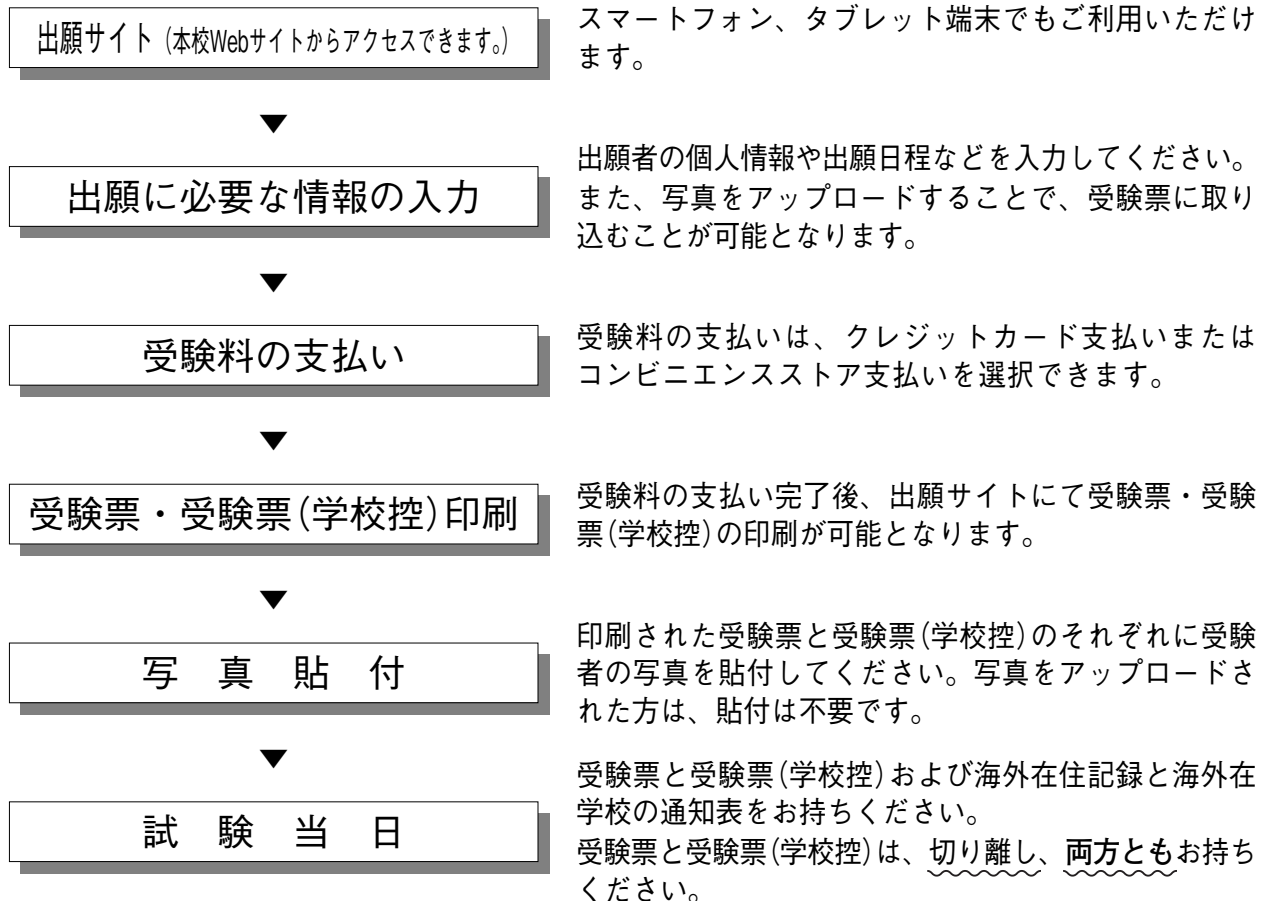 出願サイト(本校Webサイトからアクセスできます。)
スマートフォン、タブレット端末でもご利用いただけ
ます。
▼
出願に必要な情報の入力
出願者の個人情報や出願日程などを入力してください。
また、写真をアップロードすることで、受験票に取り
込むことが可能となります。
▼
受験料の支払い
受験料の支払いは、クレジットカード支払いまたは
コンビニエンスストア支払いを選択できます。
▼
受験票・受験票(学校控)印刷
受験料の支払い完了後、出願サイトにて受験票・受験
票(学校控)の印刷が可能となります。
▼
写真貼付
印刷された受験票と受験票(学校控)のそれぞれに受験
者の写真を貼付してください。写真をアップロードさ
れた方は、貼付は不要です。
▼
試験当日
受験票と受験票(学校控)および海外在住記録と海外在
学校の通知表をお持ちください。
受験票と受験票(学校控)は、切り離し、両方ともお持ち
ください。